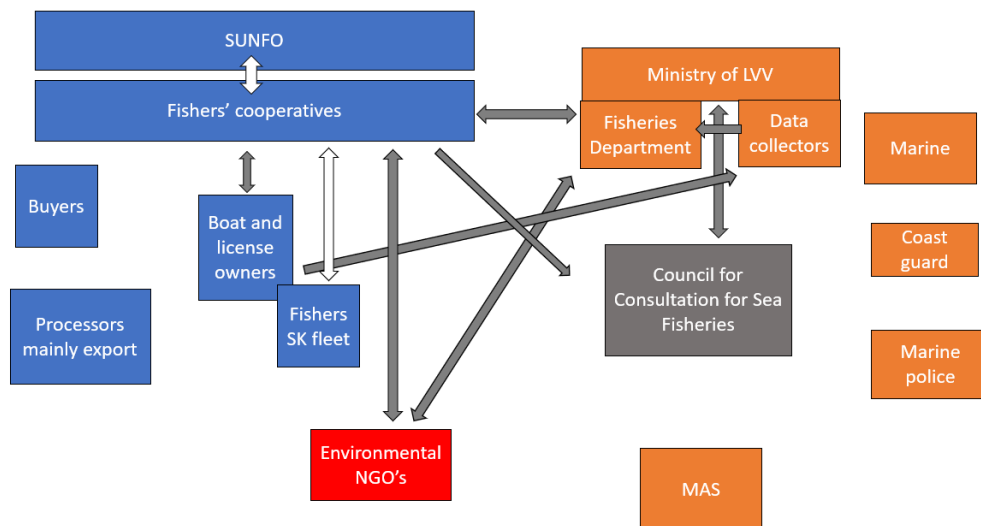 SUNFO
Fishers' cooperatives
Ministry of LVV
Fisheries
Department
Data
collectors
Marine
Buyers
Boat and
license
owners
Coast
guard
Fishers
SK fleet
Council for
Consultation for Sea
Fisheries
Processors
mainly export
Marine
police
Environmental
NGO's
MAS